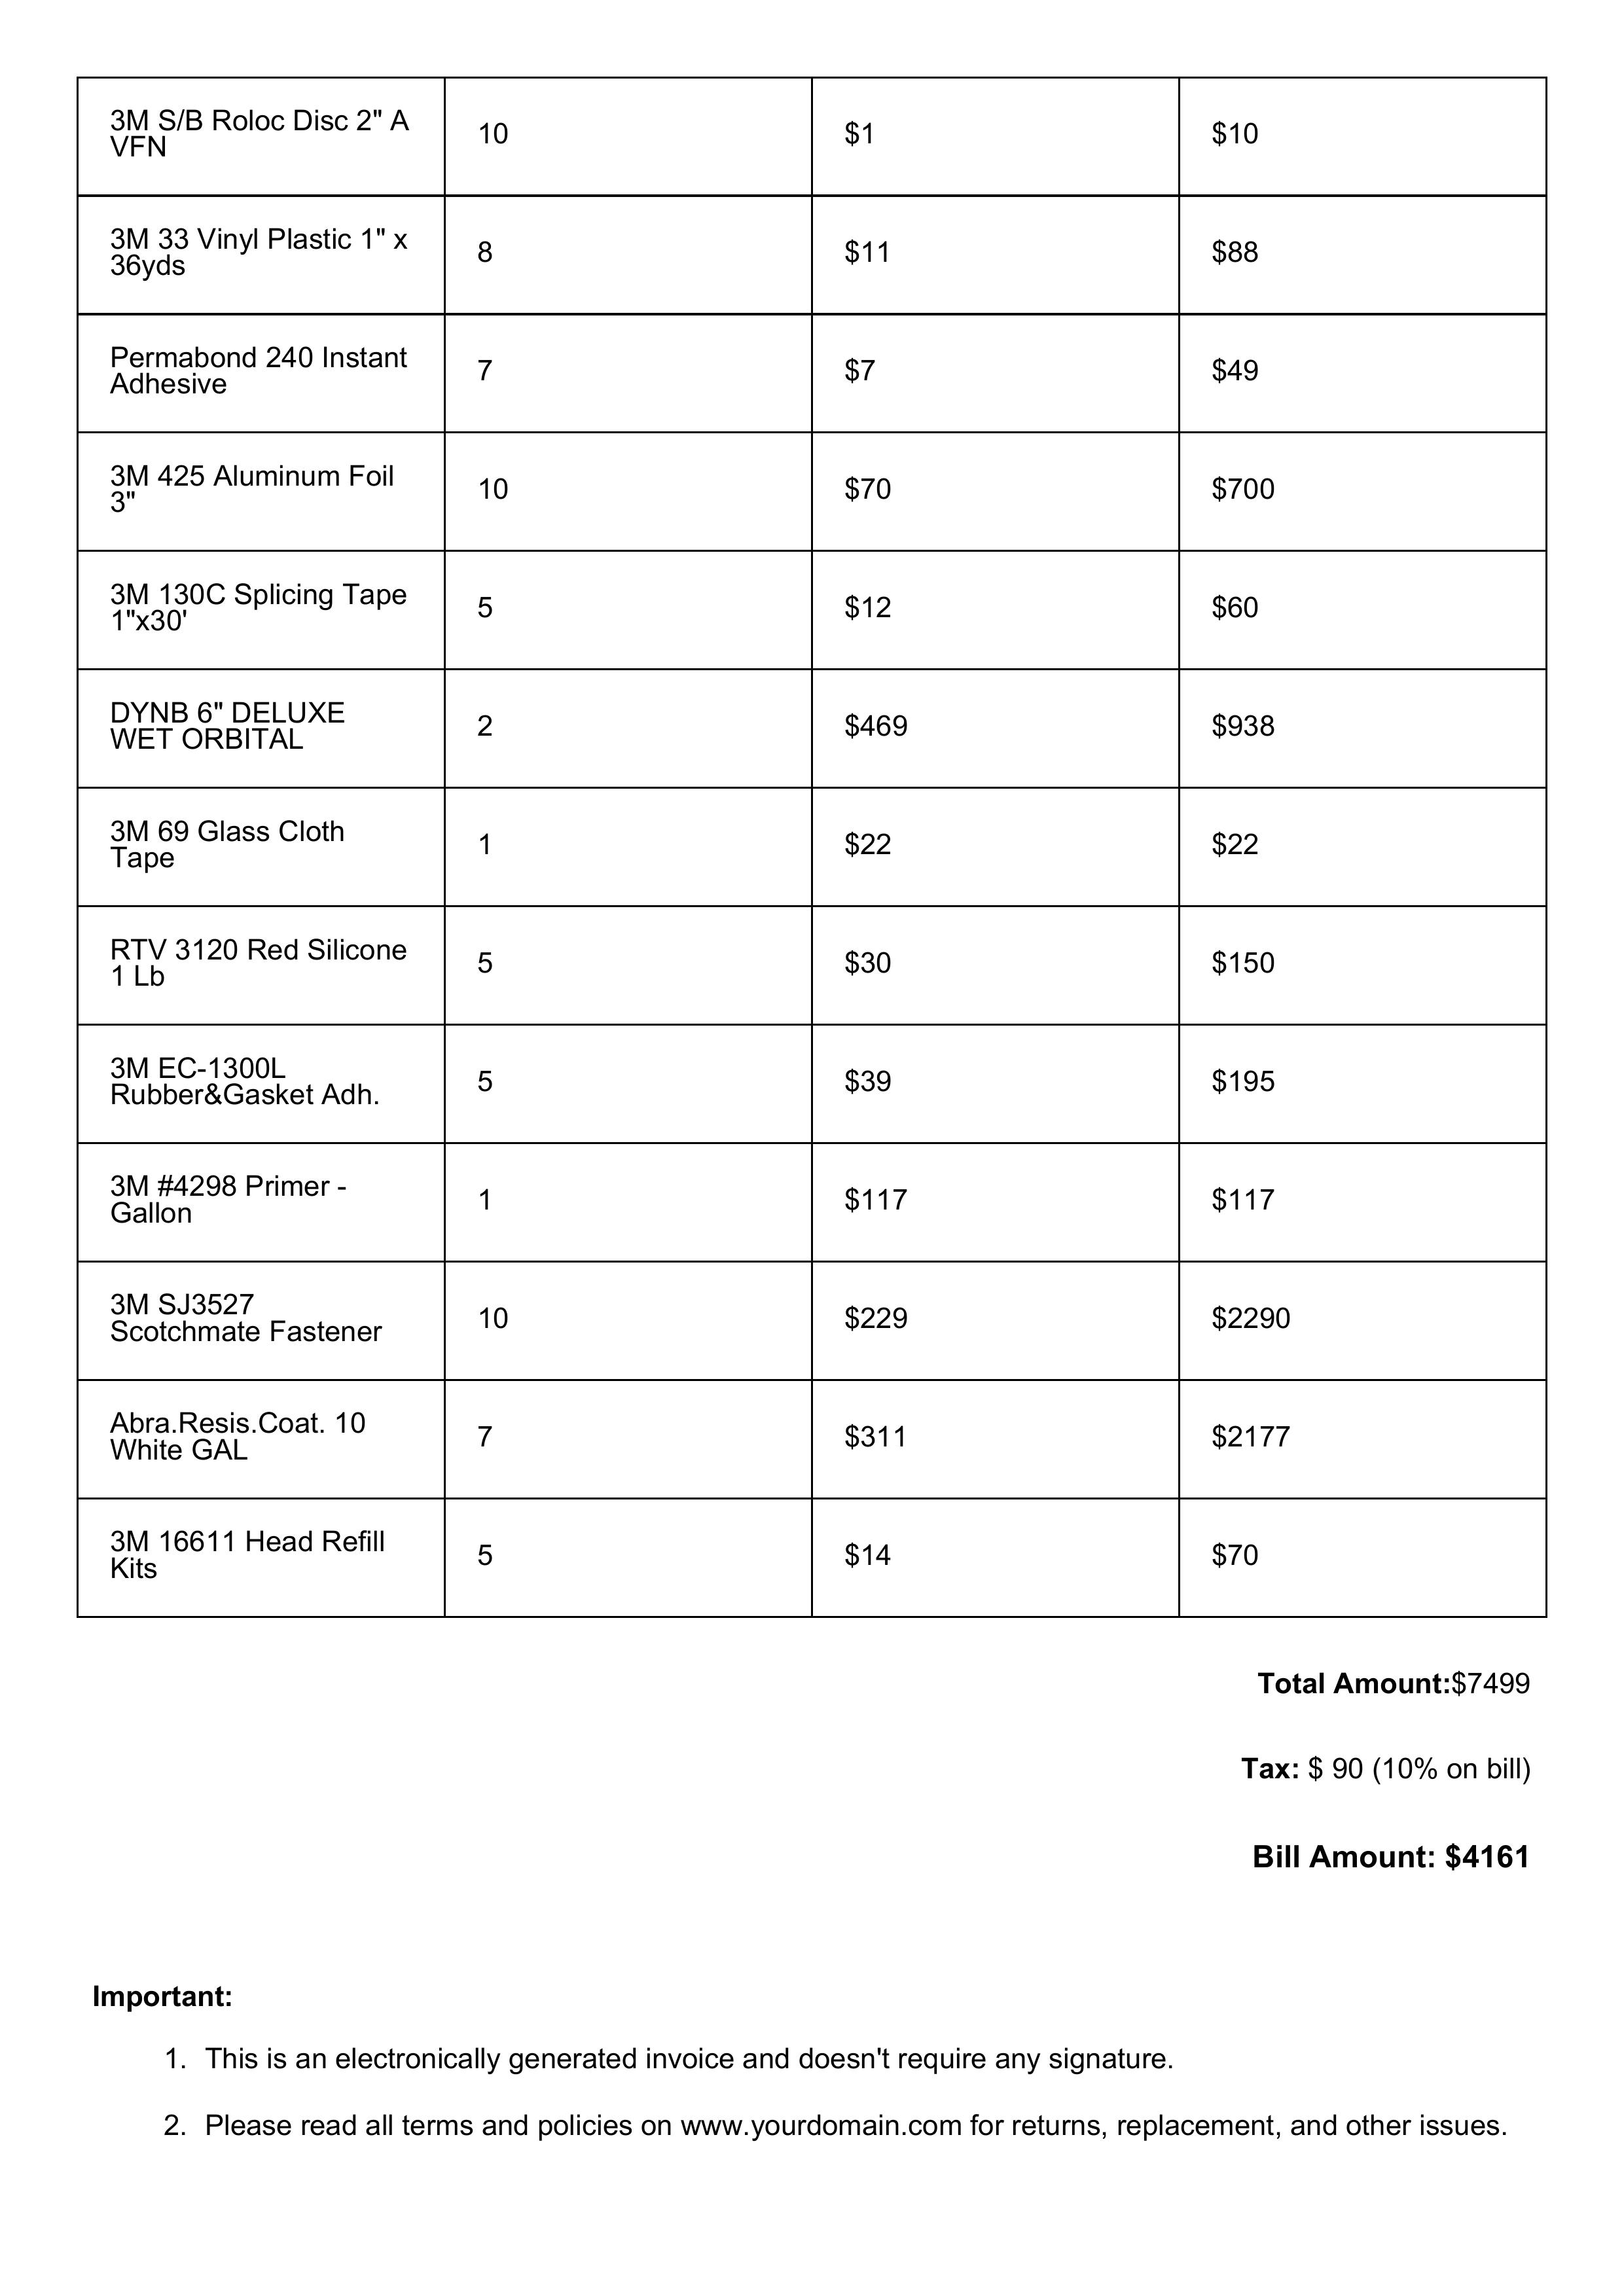 3M S/B Roloc Disc 2" A
VFN
10
$1
$10
3M 33 Vinyl Plastic 1" x
36yds
8
$11
$88
Permabond 240 Instant
Adhesive
7
$7
$49
3M 425 Aluminum Foil
3"
10
$70
$700
3M 130C Splicing Tape
1"x30'
5
$12
$60
DYNB 6" DELUXE
WET ORBITAL
2
$469
$938
3M 69 Glass Cloth
Tape
1
$22
$22
RTV 3120 Red Silicone
1 Lb
5
$30
$150
3M EC-1300L
Rubber&Gasket Adh.
5
$39
$195
3M #4298 Primer -
Gallon
1
$117
$117
3M SJ3527
Scotchmate Fastener
10
$229
$2290
Abra.Resis.Coat. 10
White GAL
7
$311
$2177
3M 16611 Head Refill
Kits
5
$14
$70
Total Amount:$7499
Tax: $ 90 (10% on bill)
Bill Amount: $4161
Important:
1. This is an electronically generated invoice and doesn't require any signature.
2. Please read all terms and policies on www.yourdomain.com for returns, replacement, and other issues.